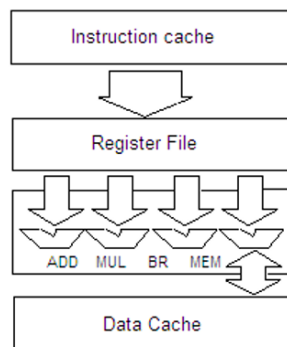 Instruction cache
Register File
ADD MUL BR MEM
Data Cache